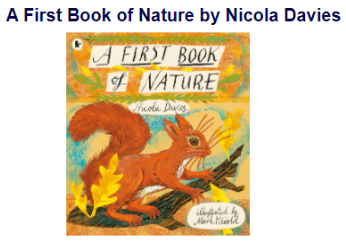 A First Book of Nature by Nicola Davies
A FIRST BOOK
of NATURE
Nicola Davies
illustrated by
Mark Hearld